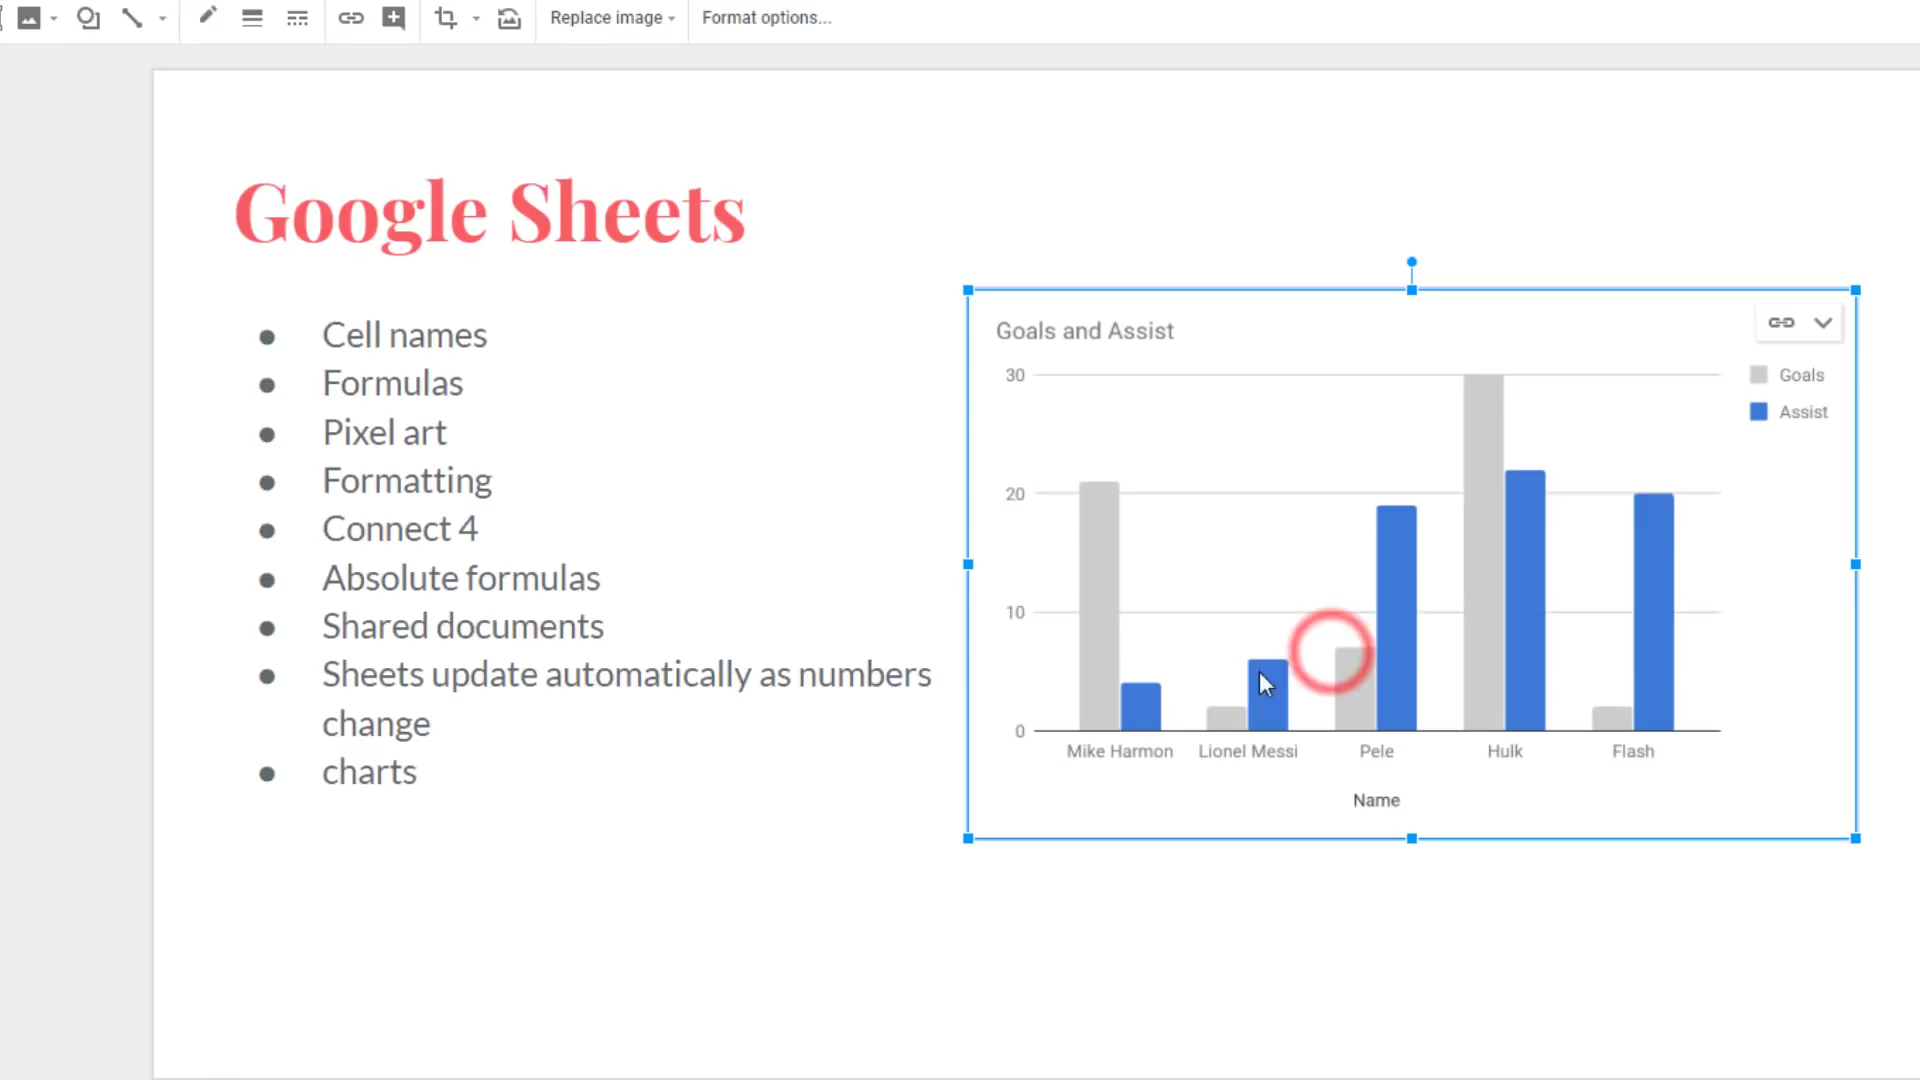 Replace image
Format options...
Google Sheets
Cell names
Formulas
Pixel art
Formatting
Connect 4
Absolute formulas
Shared documents
Sheets update automatically as numbers
change
charts
Goals and Assist
30
20
10
0
Goals
Assist
Mike Harmon
Lionel Messi
Pele
Hulk
Flash
Name